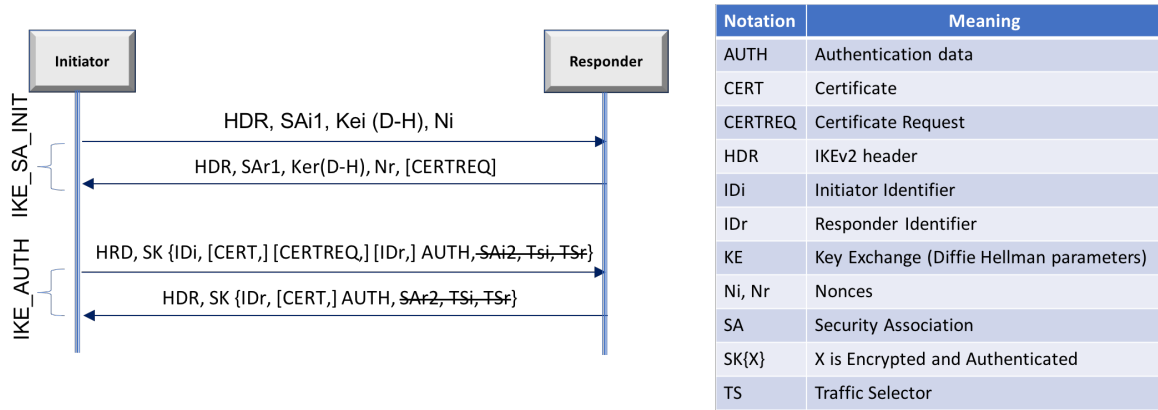 Initiator
Responder
IKE_SA_INIT
HDR, SAi1, Kei (D-H), Ni
HDR, SAr1, Ker(D-H), Nr, [CERTREQ]
IKE_AUTH
HRD, SK {IDi, [CERT,] [CERTREQ,] [IDr,] AUTH, SAi2, Tsi, TSr}
HDR, SK {IDr, [CERT,] AUTH, SAr2, TSi, TSr}
Notation Meaning
AUTH Authentication data
CERT Certificate
CERTREQ Certificate Request
HDR IKEv2 header
IDi Initiator Identifier
IDr Responder Identifier
KE Key Exchange (Diffie Hellman parameters)
Ni, Nr Nonces
SA Security Association
SK{X} X is Encrypted and Authenticated
TS Traffic Selector